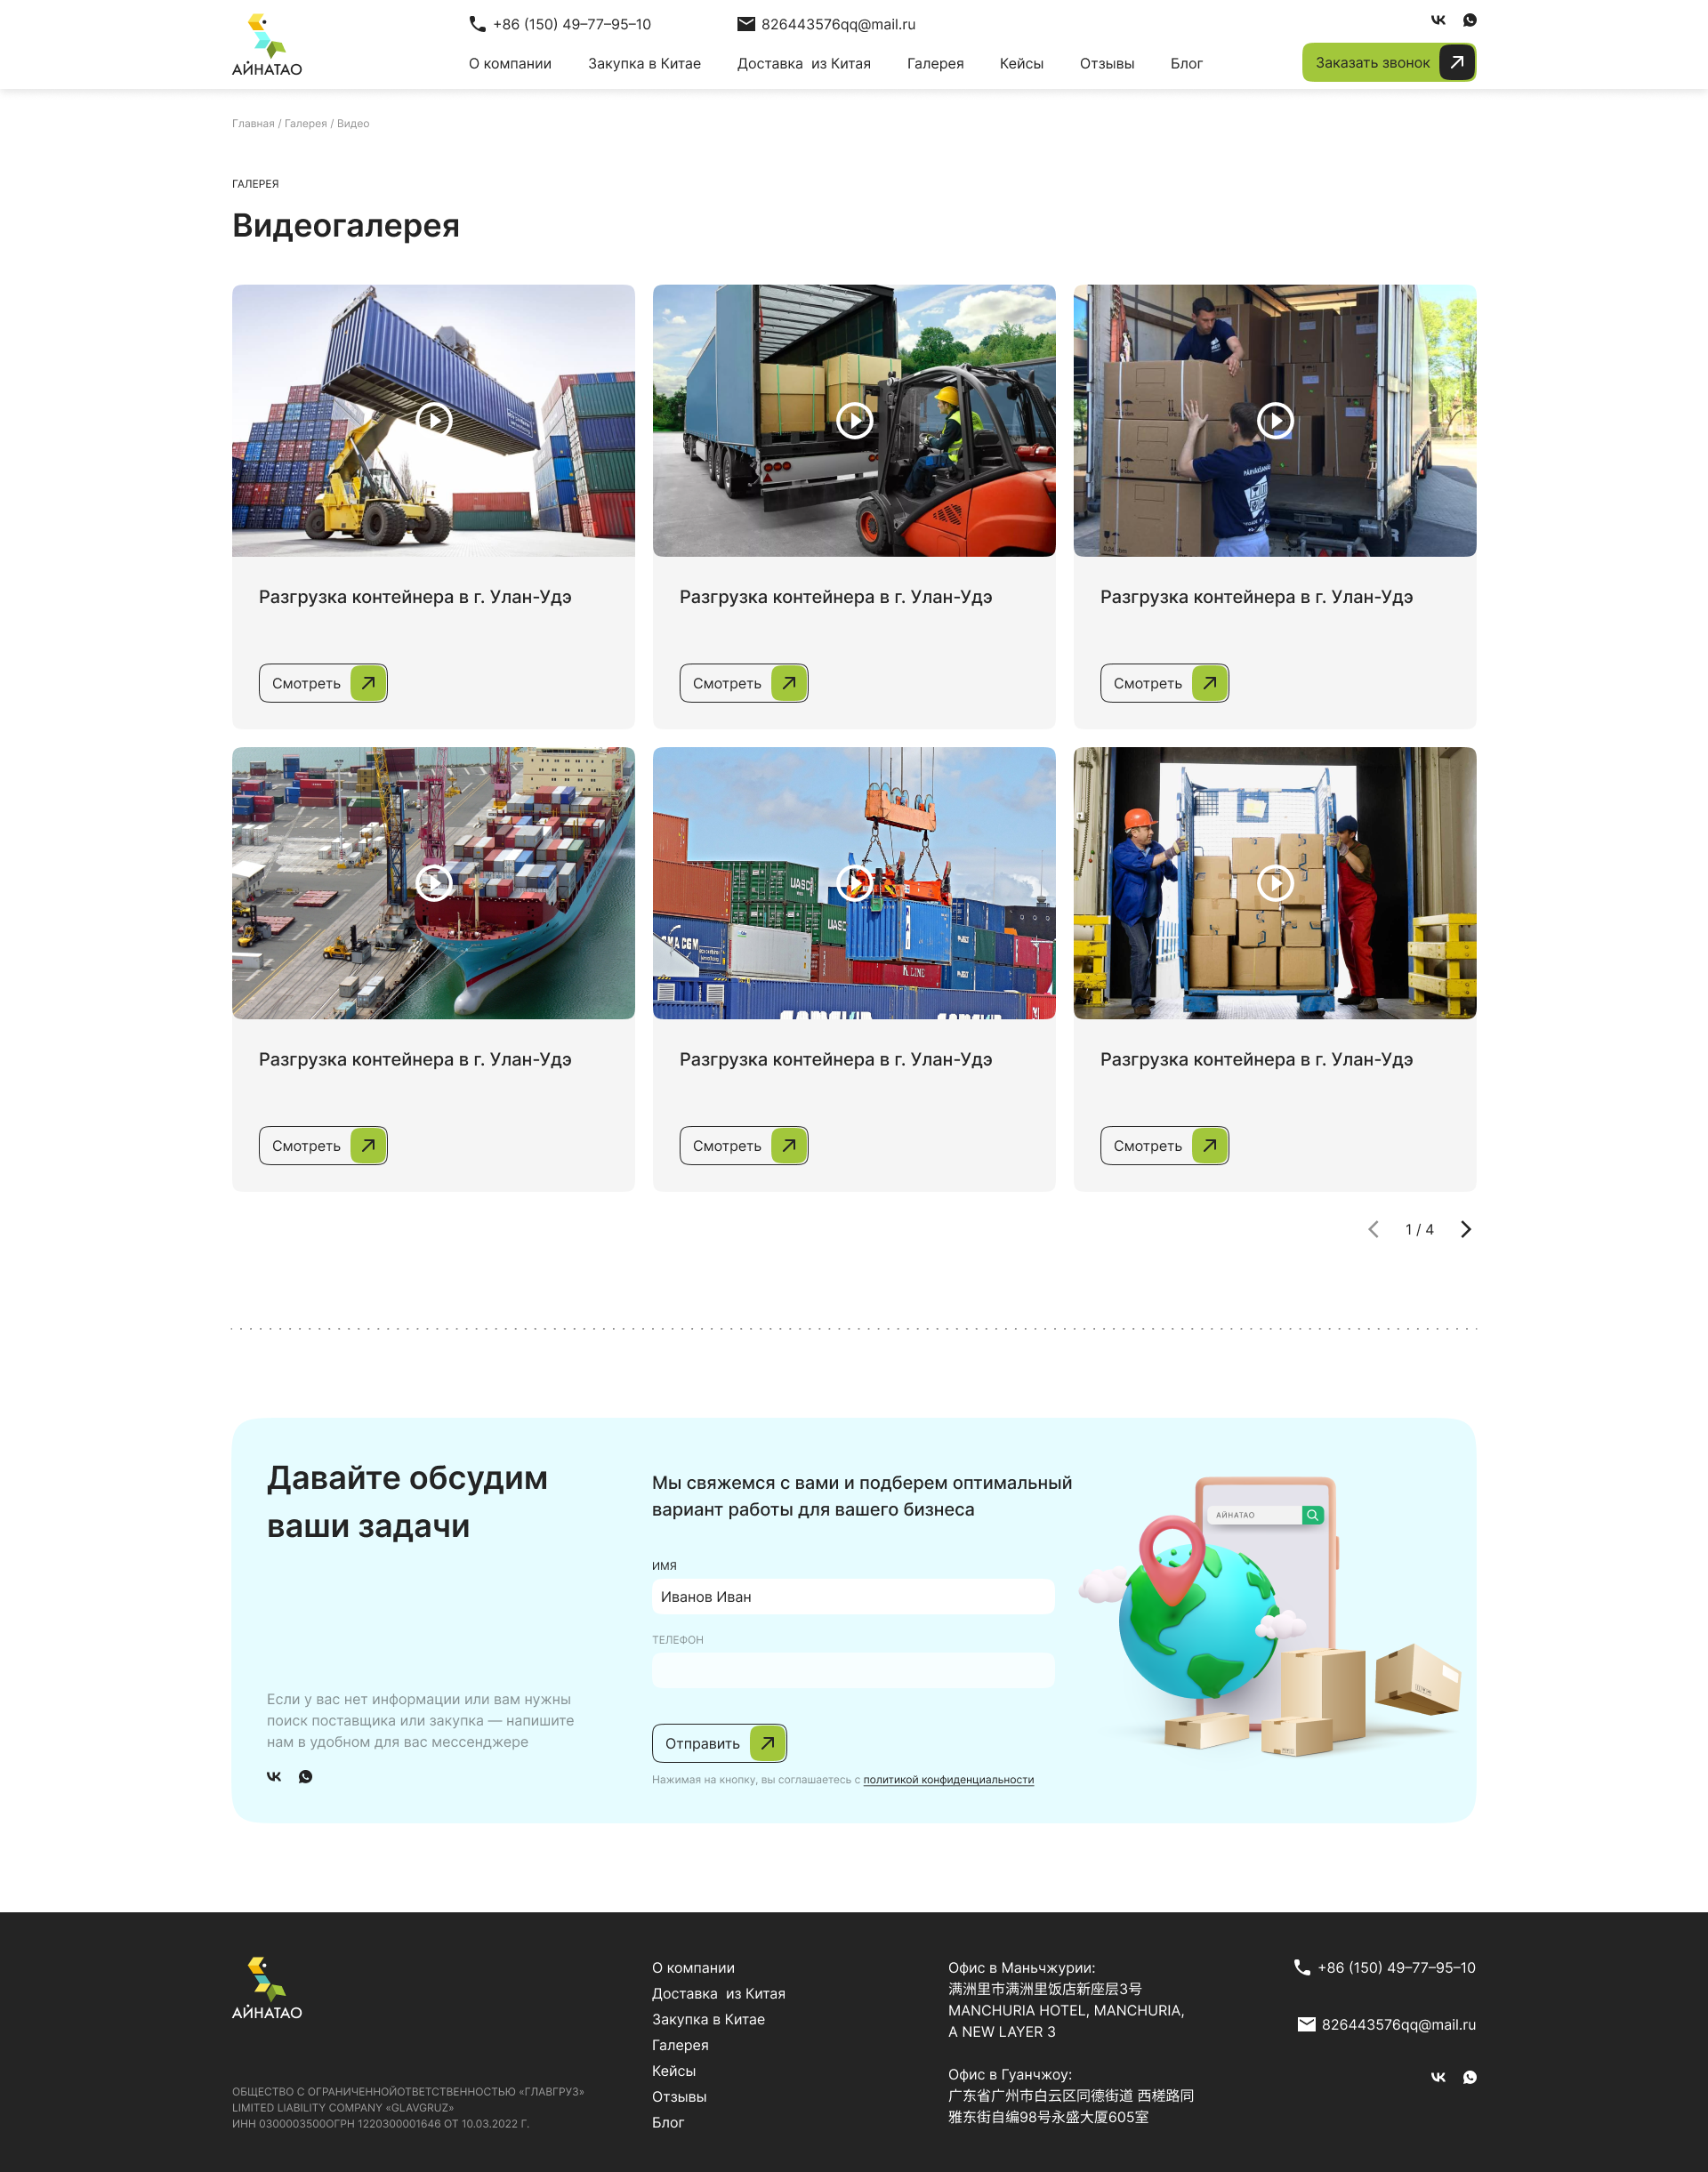 АЙНАТАО
+86 (150) 49–77–95–10
826443576qq@mail.ru
О компании
Закупка в Китае
Доставка из Китая
Галерея
Кейсы
Отзывы
Блог
Заказать звонок
Главная / Галерея / Видео
ГАЛЕРЕЯ
Видеогалерея
Разгрузка контейнера в г. Улан-Удэ
Смотреть
Разгрузка контейнера в г. Улан-Удэ
Смотреть
Разгрузка контейнера в г. Улан-Удэ
Смотреть
UASC
UASC
CMA CGM
K LINE
Разгрузка контейнера в г. Улан-Удэ
Смотреть
Разгрузка контейнера в г. Улан-Удэ
Смотреть
Разгрузка контейнера в г. Улан-Удэ
Смотреть
1 / 4
Давайте обсудим
ваши задачи
Если у вас нет информации или вам нужны
поиск поставщика или закупка — напишите
нам в удобном для вас мессенджере
Мы свяжемся с вами и подберем оптимальный
вариант работы для вашего бизнеса
ИМЯ
Иванов Иван
ТЕЛЕФОН
Отправить
Нажимая на кнопку, вы соглашаетесь с политикой конфиденциальности
АЙНАТАО
АЙНАТАО
ОБЩЕСТВО С ОГРАНИЧЕННОЙОТВЕТСТВЕННОСТЬЮ «ГЛАВГРУЗ»
LIMITED LIABILITY COMPANY «GLAVGRUZ»
ИНН 0300003500ОГРН 1220300001646 ОТ 10.03.2022 Г.
О компании
Доставка из Китая
Закупка в Китае
Галерея
Кейсы
Отзывы
Блог
Офис в Маньчжурии:
满洲里市满洲里饭店新座层3号
MANCHURIA HOTEL, MANCHURIA,
A NEW LAYER 3
Офис в Гуанчжоу:
广东省广州市白云区同德街道 西槎路同
雅东街自编98号永盛大厦605室
+86 (150) 49–77–95–10
826443576qq@mail.ru